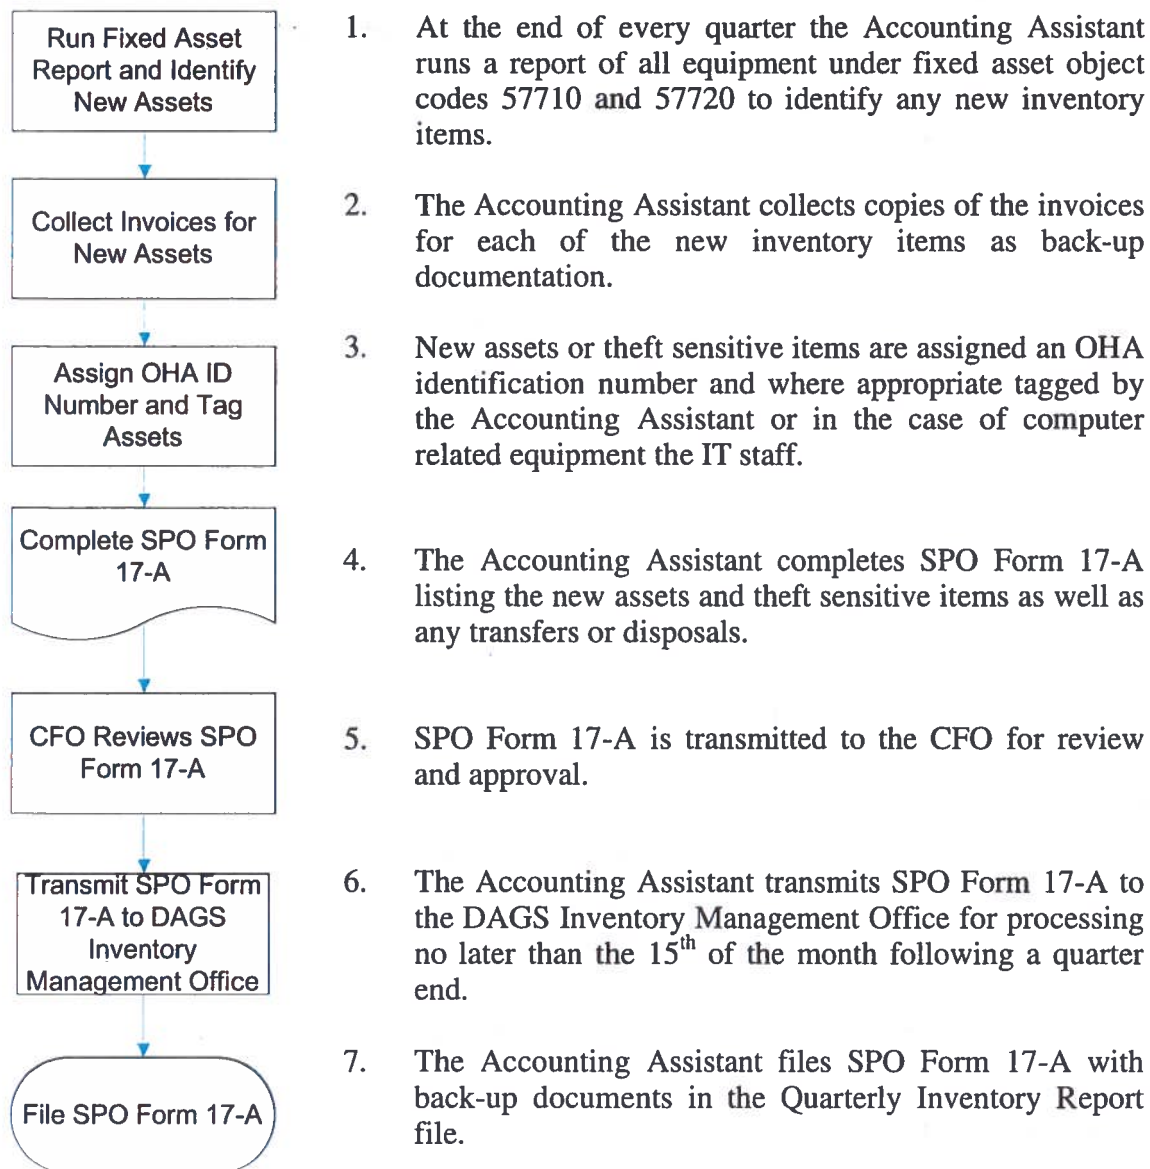 Run Fixed Asset
Report and Identify
New Assets
1. At the end of every quarter the Accounting Assistant
runs a report of all equipment under fixed asset object
codes 57710 and 57720 to identify any new inventory
items.
Collect Invoices for
New Assets
2. The Accounting Assistant collects copies of the invoices
for each of the new inventory items as back-up
documentation.
Assign OHA ID
Number and Tag
Assets
3. New assets or theft sensitive items are assigned an OHA
identification number and where appropriate tagged by
the Accounting Assistant or in the case of computer
related equipment the IT staff.
Complete SPO Form
17-A
4. The Accounting Assistant completes SPO Form 17-A
listing the new assets and theft sensitive items as well as
any transfers or disposals.
CFO Reviews SPO
Form 17-A
5. SPO Form 17-A is transmitted to the CFO for review
and approval.
Transmit SPO Form
17-A to DAGS
Inventory
Management Office
6. The Accounting Assistant transmits SPO Form 17-A to
the DAGS Inventory Management Office for processing
no later than the 15th of the month following a quarter
end.
File SPO Form 17-A
7. The Accounting Assistant files SPO Form 17-A with
back-up documents in the Quarterly Inventory Report
file.